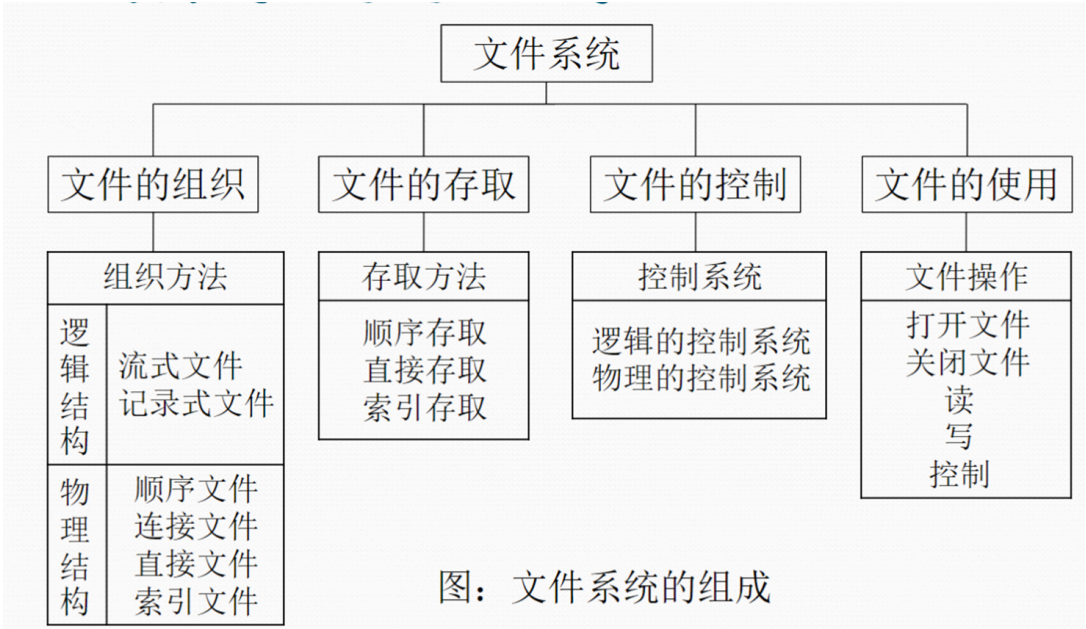 文件系统
文件的组织
文件的存取
文件的控制
文件的使用
组织方法
逻辑结构
流式文件
记录式文件
物理结构
顺序文件
连接文件
直接文件
索引文件
存取方法
顺序存取
直接存取
索引存取
控制系统
逻辑的控制系统
物理的控制系统
文件操作
打开文件
关闭文件
读
写
控制
图：文件系统的组成